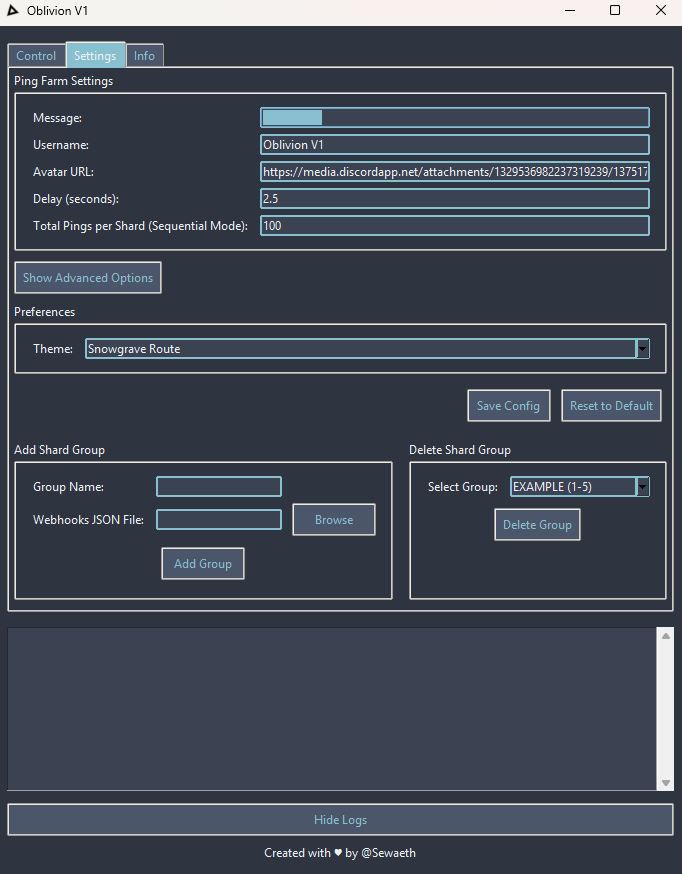 Oblivion V1
Control Settings Info
Ping Farm Settings
Message:
Username: Oblivion V1
Avatar URL: https://media.discordapp.net/attachments/1329536982237319239/137517
Delay (seconds): 2.5
Total Pings per Shard (Sequential Mode): 100
Show Advanced Options
Preferences
Theme: Snowgrave Route
Save Config Reset to Default
Add Shard Group
Group Name:
Webhooks JSON File: Browse
Add Group
Delete Shard Group
Select Group: EXAMPLE (1-5)
Delete Group
Hide Logs
Created with ♥ by @Sewaeth